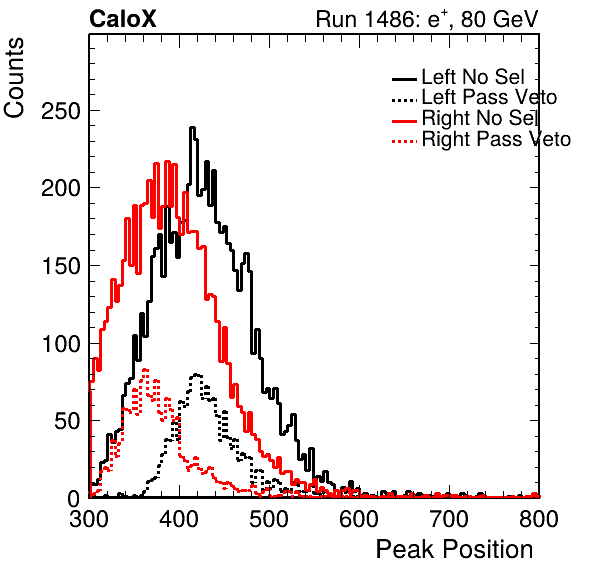 CaloX Run 1486: e+, 80 GeV
Counts
Left No Sel
Left Pass Veto
Right No Sel
Right Pass Veto
250
200
150
100
50
0
300 400 500 600 700 800
Peak Position